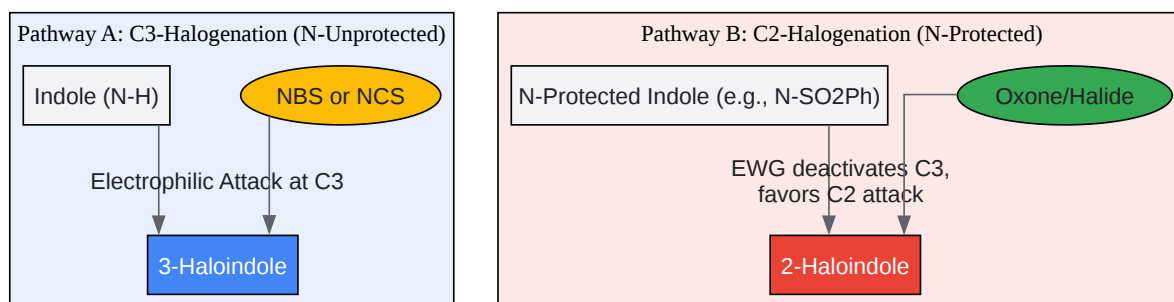 Pathway A: C3-Halogenation (N-Unprotected)
Indole (N-H)
NBS or NCS
Electrophilic Attack at C3
3-Haloindole
Pathway B: C2-Halogenation (N-Protected)
N-Protected Indole (e.g., N-SO2Ph)
Oxone/Halide
EWG deactivates C3,
favors C2 attack
2-Haloindole